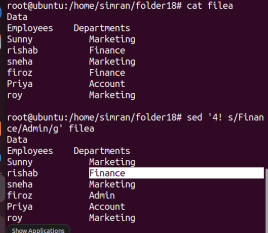 root@ubuntu:/home/simran/folder18# cat filea
Data
Employees Departments
Sunny Marketing
rishab Finance
sneha Marketing
firoz Finance
Priya Account
roy Marketing
root@ubuntu:/home/simran/folder18# sed '4! s/Finan
ce/Admin/g' filea
Data
Employees Departments
Sunny Marketing
rishab Finance
sneha Marketing
firoz Admin
Priya Account
roy Marketing
Show Applications